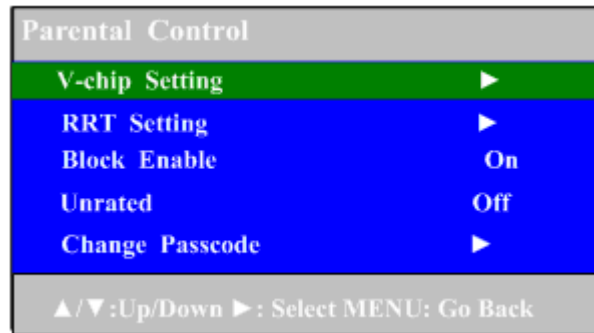 Parental Control
V-chip Setting ►
RRT Setting ►
Block Enable On
Unrated Off
Change Passcode ►
▲/▼:Up/Down ►: Select MENU: Go Back